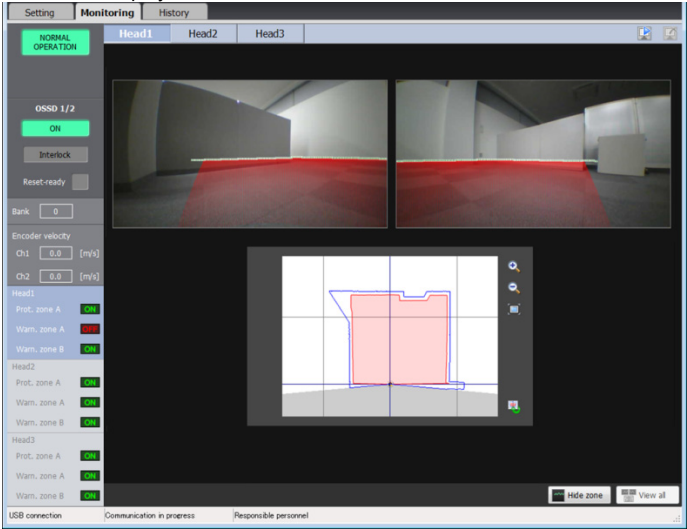 Setting
Monitoring
History
NORMAL
OPERATION
Head1
Head2
Head3
OSSD 1/2
ON
Interlock
Reset-ready
Bank 0
Encoder velocity
Ch1 0.0 [m/s]
Ch2 0.0 [m/s]
Head1
Prot. zone A ON
Warn. zone A OFF
Warn. zone B ON
Head2
Prot. zone A ON
Warn. zone A ON
Warn. zone B ON
Head3
Prot. zone A ON
Warn. zone A ON
Warn. zone B ON
Hide zone
View all
USB connection
Communication in progress
Responsible personnel